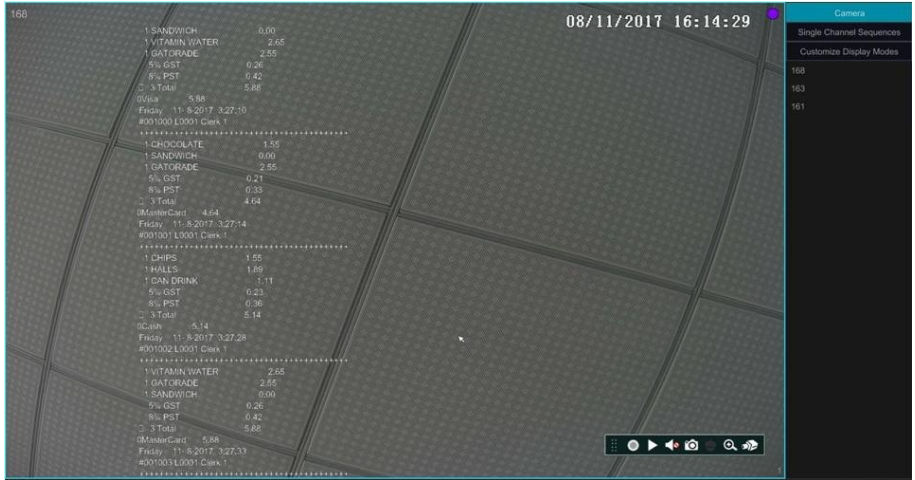 168
08/11/2017 16:14:29
1 SANDWICH 0.00
1 VITAMIN WATER 2.65
1 GATORADE 2.55
5% GST 0.26
8% PST 0.42
3 Total 5.88
0Visa 5.88
Friday 11- 8-2017 3:27:10
#001000 L0001 Clerk 1
1 CHOCOLATE 1.55
1 SANDWICH 0.00
1 GATORADE 2.55
5% GST 0.21
8% PST 0.33
3 Total 4.64
0MasterCard 4.64
Friday 11- 8-2017 3:27:14
#001001 L0001 Clerk 1
1 CHIPS 1.55
1 HALLS 1.89
1 CAN DRINK 1.11
5% GST 0.23
8% PST 0.36
3 Total 5.14
0Cash 5.14
Friday 11- 8-2017 3:27:28
#001002 L0001 Clerk 1
1 VITAMIN WATER 2.65
1 GATORADE 2.55
1 SANDWICH 0.00
5% GST 0.26
8% PST 0.42
3 Total 5.88
0MasterCard 5.88
Friday 11- 8-2017 3:27:33
#001003 L0001 Clerk 1
1
Camera
Single Channel Sequences
Customize Display Modes
168
163
161